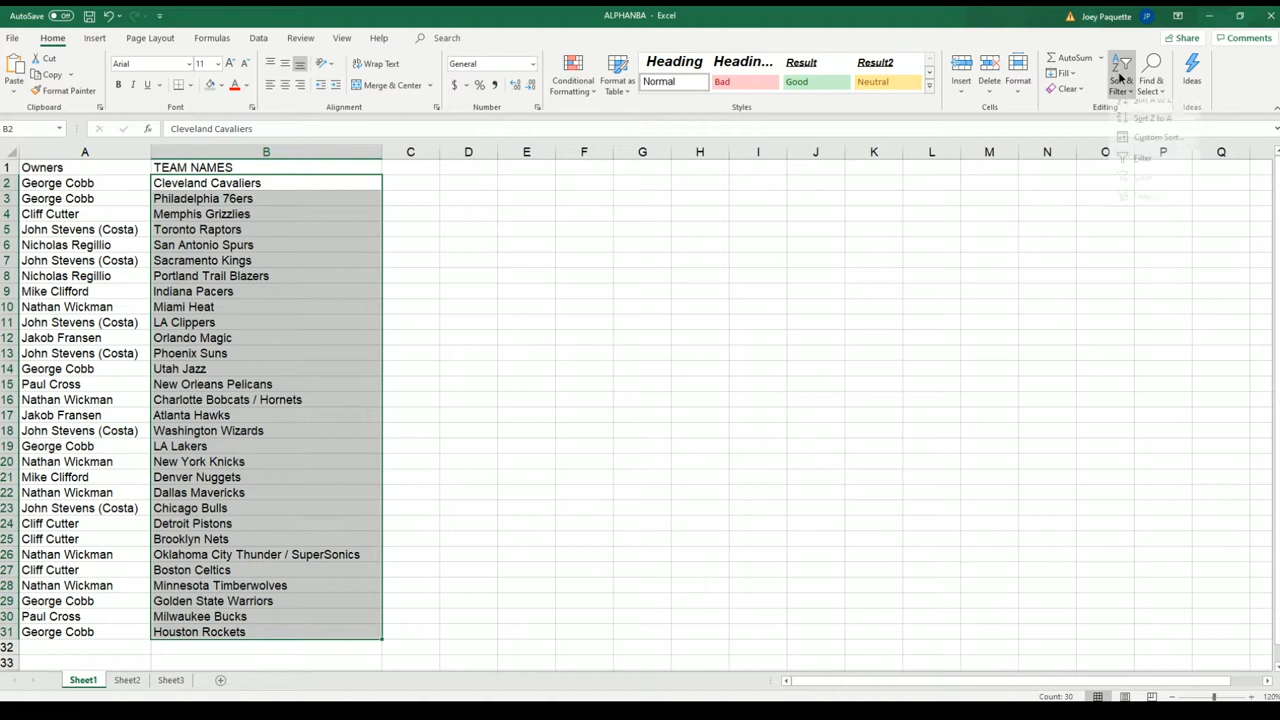 AutoSave Off ALPHANBA - Excel Joey Paquette JP
File Home Insert Page Layout Formulas Data Review View Help Search Share Comments
Paste Cut Copy Format Painter Clipboard
Arial 11 A A B I U A Font
Wrap Text Merge & Center Alignment
General $ % , Number
Conditional Formatting Format as Table
Heading Headin... Result Result2
Normal Bad Good Neutral
Styles
Insert Delete Format Cells
AutoSum Fill Clear Sort & Filter Find & Select Editing
Ideas Ideas
Sort A to Z
Sort Z to A
Custom Sort...
Filter
B2 fx Cleveland Cavaliers
A B C D E F G H I J K L M N O P Q
1 Owners TEAM NAMES
2 George Cobb Cleveland Cavaliers
3 George Cobb Philadelphia 76ers
4 Cliff Cutter Memphis Grizzlies
5 John Stevens (Costa) Toronto Raptors
6 Nicholas Regillio San Antonio Spurs
7 John Stevens (Costa) Sacramento Kings
8 Nicholas Regillio Portland Trail Blazers
9 Mike Clifford Indiana Pacers
10 Nathan Wickman Miami Heat
11 John Stevens (Costa) LA Clippers
12 Jakob Fransen Orlando Magic
13 John Stevens (Costa) Phoenix Suns
14 George Cobb Utah Jazz
15 Paul Cross New Orleans Pelicans
16 Nathan Wickman Charlotte Bobcats / Hornets
17 Jakob Fransen Atlanta Hawks
18 John Stevens (Costa) Washington Wizards
19 George Cobb LA Lakers
20 Nathan Wickman New York Knicks
21 Mike Clifford Denver Nuggets
22 Nathan Wickman Dallas Mavericks
23 John Stevens (Costa) Chicago Bulls
24 Cliff Cutter Detroit Pistons
25 Cliff Cutter Brooklyn Nets
26 Nathan Wickman Oklahoma City Thunder / SuperSonics
27 Cliff Cutter Boston Celtics
28 Nathan Wickman Minnesota Timberwolves
29 George Cobb Golden State Warriors
30 Paul Cross Milwaukee Bucks
31 George Cobb Houston Rockets
32
33
Sheet1 Sheet2 Sheet3
Count: 30 120%